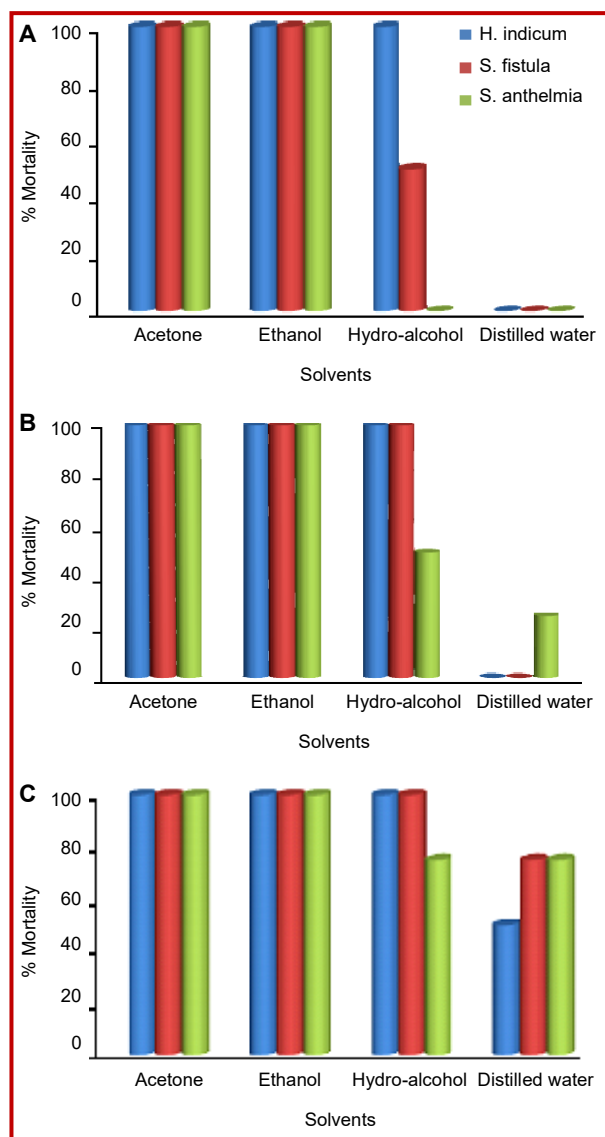 A
H. indicum
S. fistula
S. anthelmia
% Mortality
100
80
60
40
20
0
Acetone Ethanol Hydro-alcohol Distilled water
Solvents
B
% Mortality
100
80
60
40
20
0
Acetone Ethanol Hydro-alcohol Distilled water
Solvents
C
% Mortality
100
80
60
40
20
0
Acetone Ethanol Hydro-alcohol Distilled water
Solvents